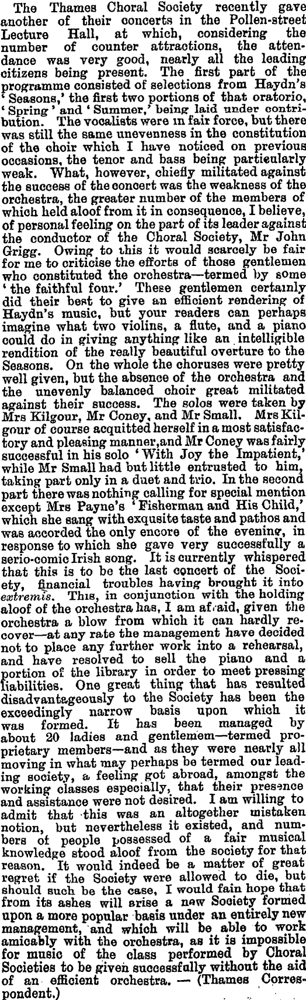 The Thames Choral Society recently gave
another of their concerts in the Pollen-street
Lecture Hall, at which, considering the
number of counter attractions, the atten-
dance was very good, nearly all the leading
citizens being present. The first part of the
programme consisted of selections from Haydn's
' Seasons,' the first two portions of that oratorio,
' Spring ' and ' Summer,' being laid under contri-
bution. The vocalists were in fair force, but there
was still the same unevenness in the constitution
of the choir which I have noticed on previous
occasions, the tenor and bass being particularly
weak. What, however, chiefly militated against
the success of the concert was the weakness of the
orchestra, the greater number of the members of
which held aloof from it in consequence, I believe,
of personal feeling on the part of its leader against
the conductor of the Choral Society, Mr John
Grigg. Owing to this it would scarcely be fair
for me to criticise the efforts of those gentlemen
who constituted the orchestra—termed by some
' the faithful four.' These gentlemen certainly
did their best to give an efficient rendering of
Haydn's music, but your readers can perhaps
imagine what two violins, a flute, and a piano
could do in giving anything like an intelligible
rendition of the really beautiful overture to the
Seasons. On the whole the choruses were pretty
well given, but the absence of the orchestra and
the unevenly balanced choir great militated
against their success. The solos were taken by
Mrs Kilgour, Mr Coney, and Mr Small. Mrs Kil-
gour of course acquitted herself in a most satisfac-
tory and pleasing manner,and Mr Coney was fairly
successful in his solo ' With Joy the Impatient,'
while Mr Small had but little entrusted to him,
taking part only in a duet and trio. In the second
part there was nothing calling for special mention
except Mrs Payne's ' Fisherman and His Child,'
which she sang with exqusite taste and pathos and
was accorded the only encore of the evening, in
response to which she gave very successfully a
serio-comic Irish song. It is currently whispered
that this is to be the last concert of the Soci-
ety, financial troubles having brought it into
extremis. This, in conjunction with the holding
aloof of the orchestra has, I am afraid, given the
orchestra a blow from which it can hardly re-
cover—at any rate the management have decided
not to place any further work into a rehearsal,
and have resolved to sell the piano and a
portion of the library in order to meet pressing
liabilities. One great thing that has resulted
disadvantageously to the Society has been the
exceedingly narrow basis upon which it
was formed. It has been managed by
about 20 ladies and gentlemem—termed pro-
prietary members—and as they were nearly all
moving in what may perhaps be termed our lead-
ing society, a feeling got abroad, amongst the
working classes especially, that their presence
and assistance were not desired. I am willing to
admit that this was an altogether mistaken
notion, but nevertheless it existed, and num-
bers of people possessed of a fair musical
knowledge stood aloof from the society for that
reason. It would indeed be a matter of great
regret if the Society were allowed to die, but
should such be the case, I would fain hope that
from its ashes will arise a new Society formed
upon a more popular basis under an entirely new
management, and which will be able to work
amicably with the orchestra, as it is impossible
for music of the class performed by Choral
Societies to be given successfully without the aid
of an efficient orchestra. — (Thames Corres-
pondent.)